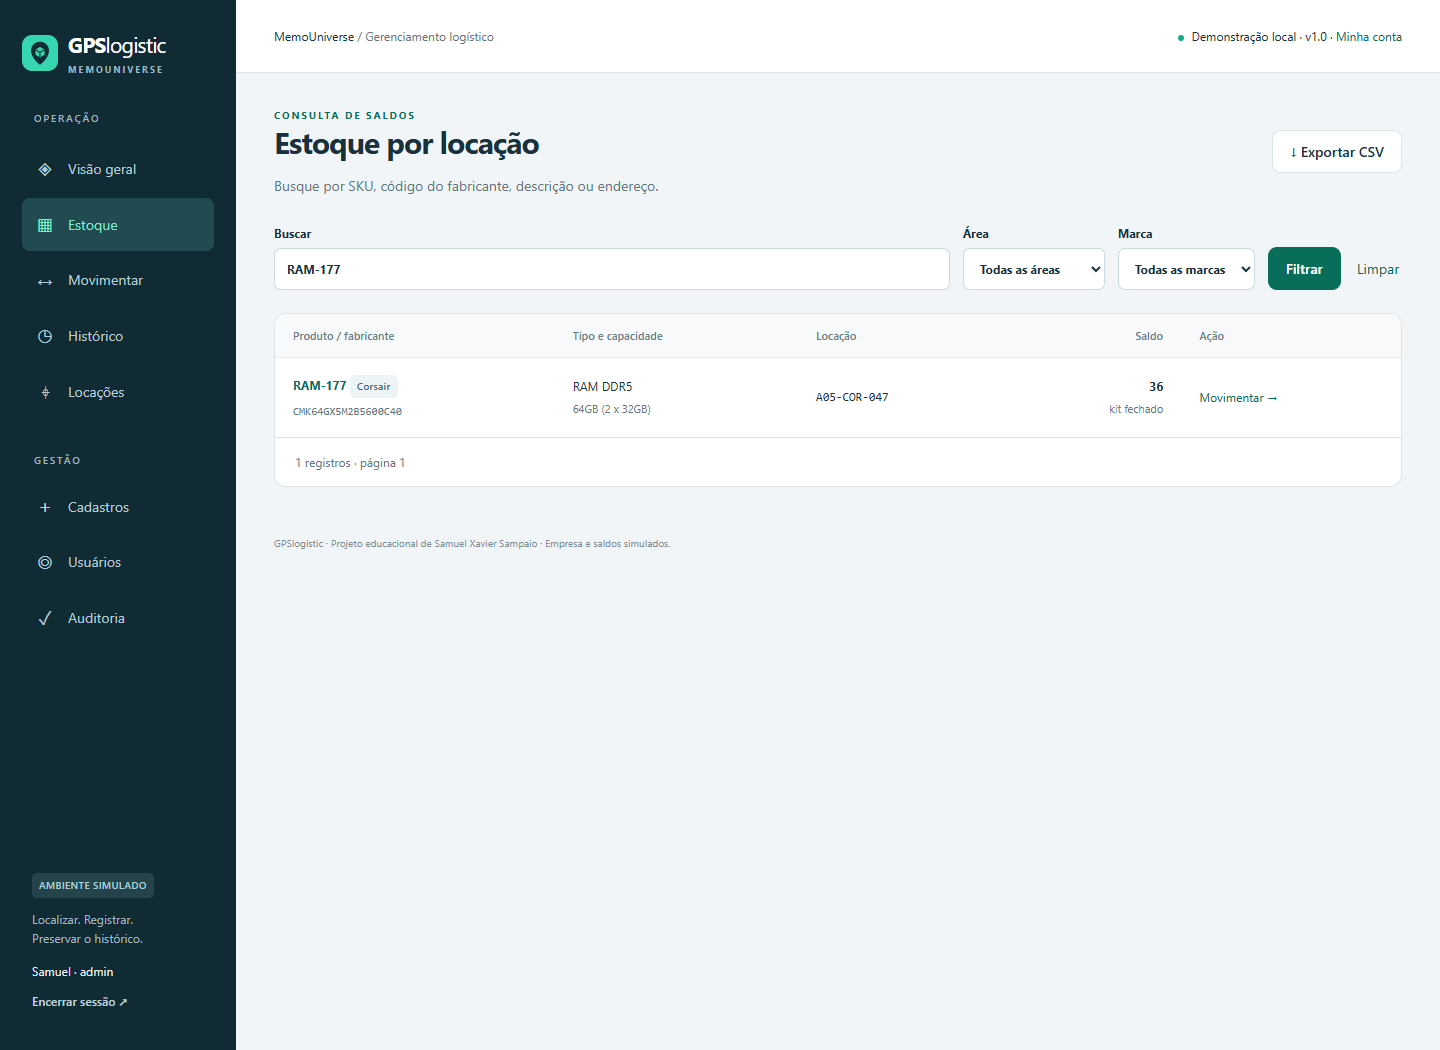 GPSlogistic
MEMOUNIVERSE
OPERAÇÃO
Visão geral
Estoque
Movimentar
Histórico
Locações
GESTÃO
Cadastros
Usuários
Auditoria
AMBIENTE SIMULADO
Localizar. Registrar.
Preservar o histórico.
Samuel · admin
Encerrar sessão ↗
MemoUniverse / Gerenciamento logístico
Demonstração local · v1.0 · Minha conta
CONSULTA DE SALDOS
Estoque por locação
Busque por SKU, código do fabricante, descrição ou endereço.
↓ Exportar CSV
Buscar Área Marca
RAM-177 Todas as áreas Todas as marcas Filtrar Limpar
Produto / fabricante Tipo e capacidade Locação Saldo Ação
RAM-177 Corsair RAM DDR5 A05-COR-047 36 Movimentar →
CMK64GX5M2B5600C40 64GB (2 x 32GB) kit fechado
1 registros · página 1
GPSlogistic · Projeto educacional de Samuel Xavier Sampaio · Empresa e saldos simulados.